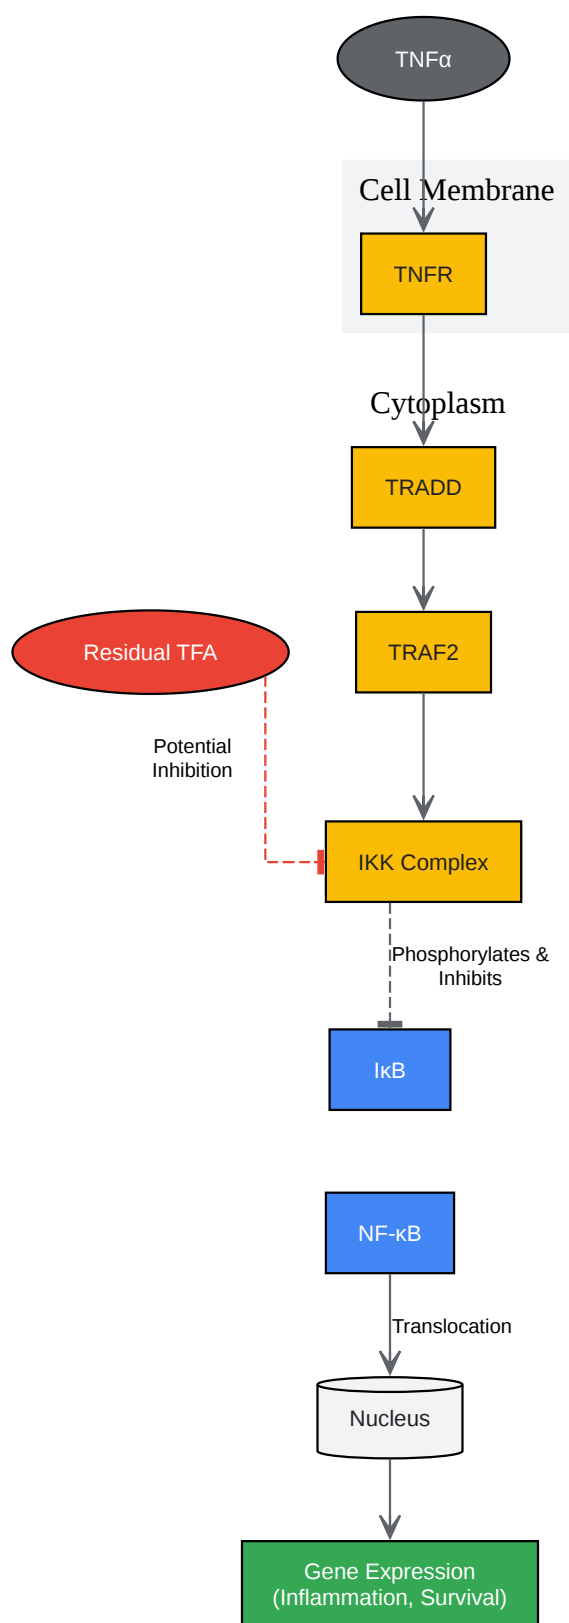 TNFα
Cell Membrane
TNFR
Cytoplasm
TRADD
Residual TFA
TRAF2
Potential
Inhibition
IKK Complex
Phosphorylates &
Inhibits
IκB
NF-κB
Translocation
Nucleus
Gene Expression
(Inflammation, Survival)